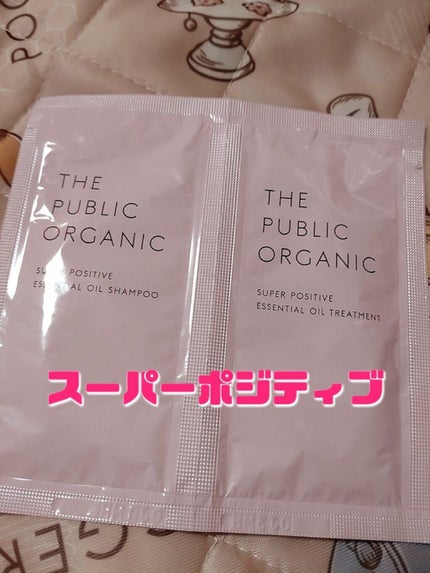 THE
PUBLIC
ORGANIC
SUPER POSITIVE
ESSENTIAL OIL SHAMPOO
THE
PUBLIC
ORGANIC
SUPER POSITIVE
ESSENTIAL OIL TREATMENT
スーパーポジティブ